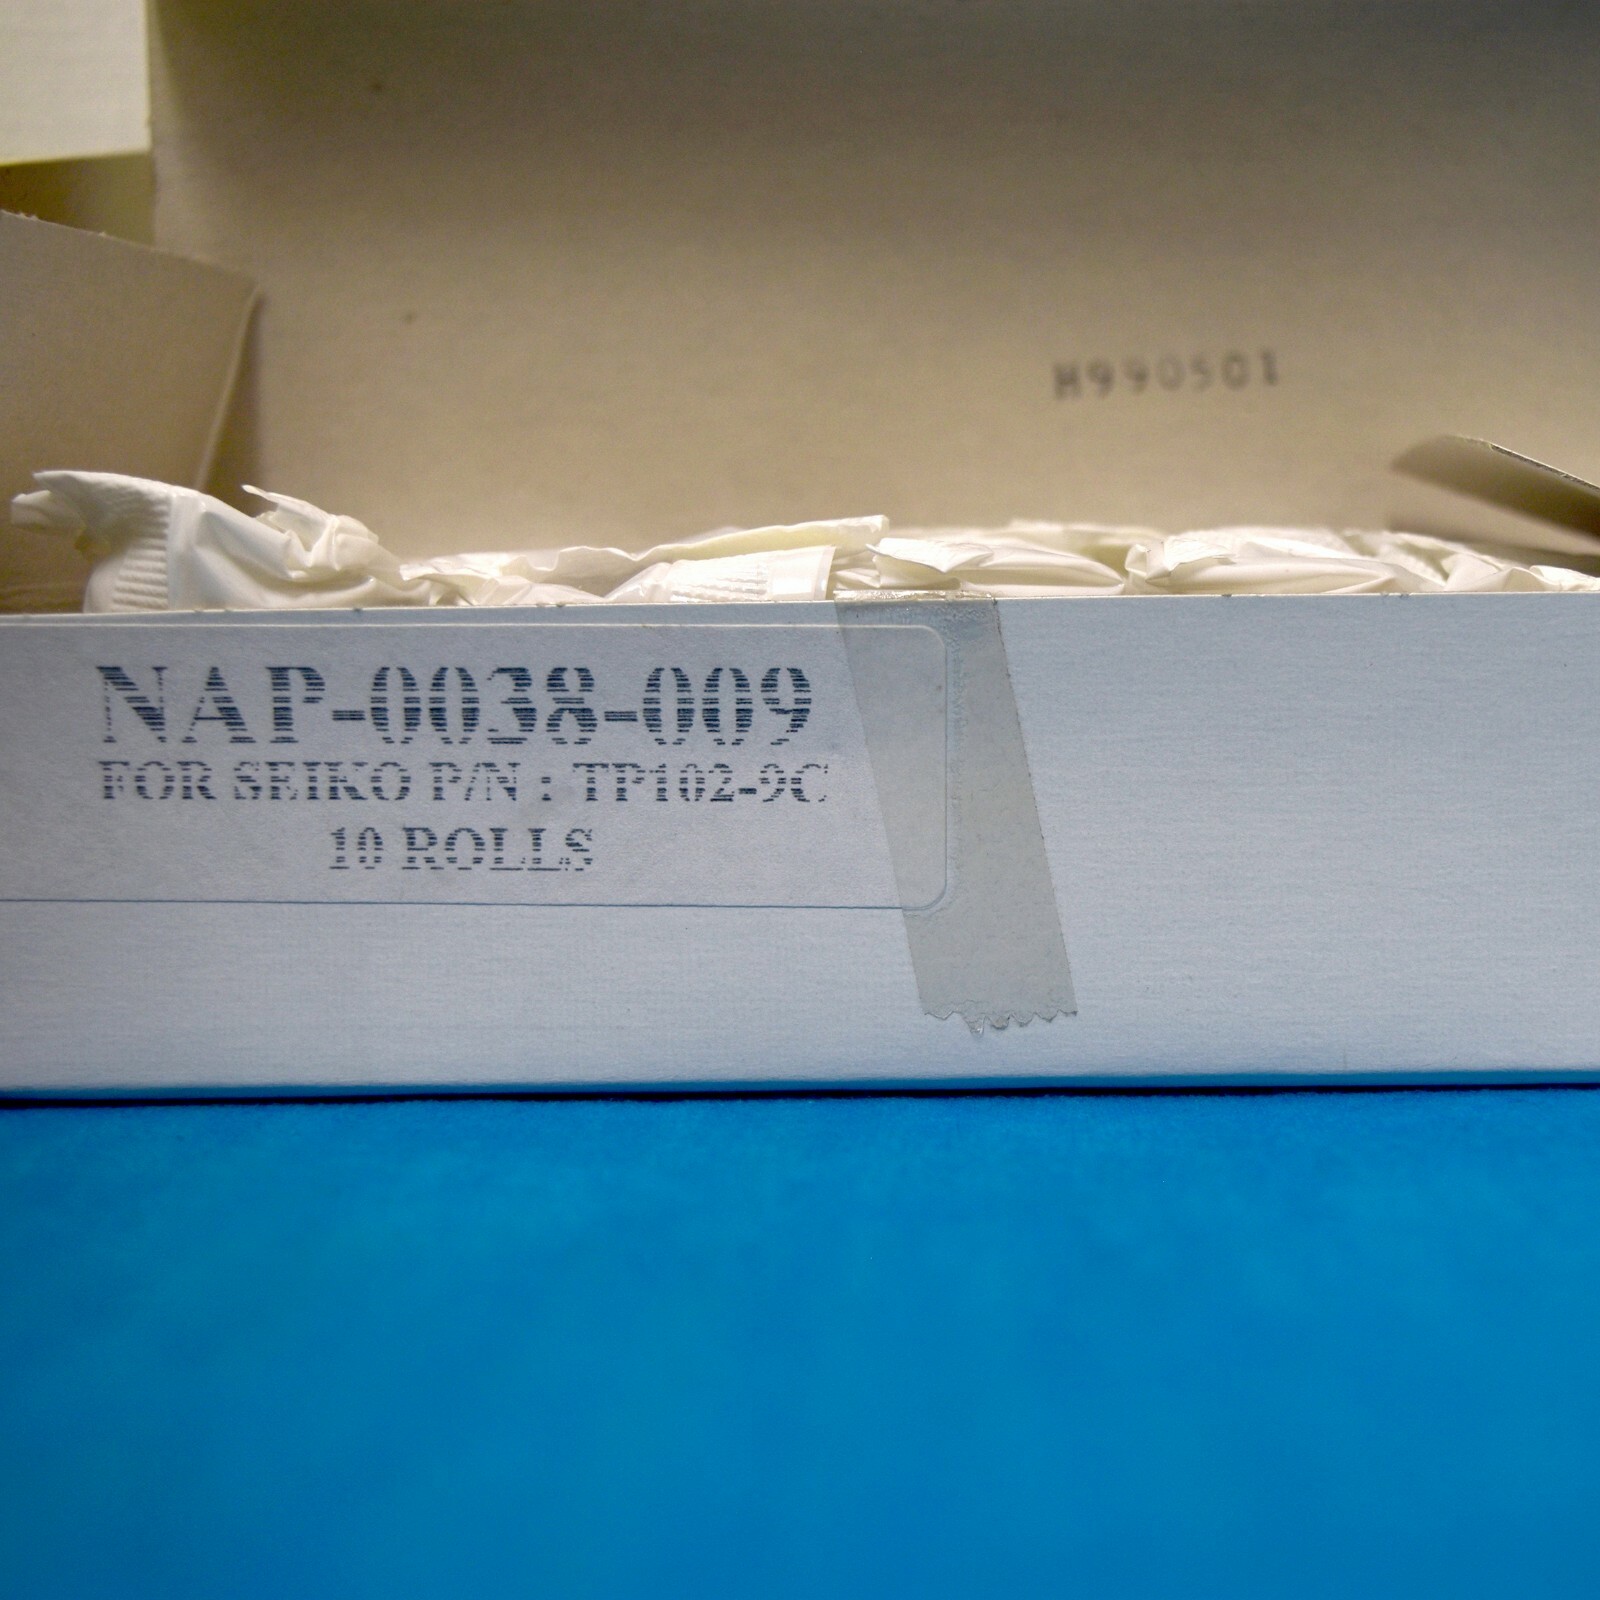 H990501
NAP-0038-009
FOR SEIKO P/N : TP102-9C
10 ROLLS